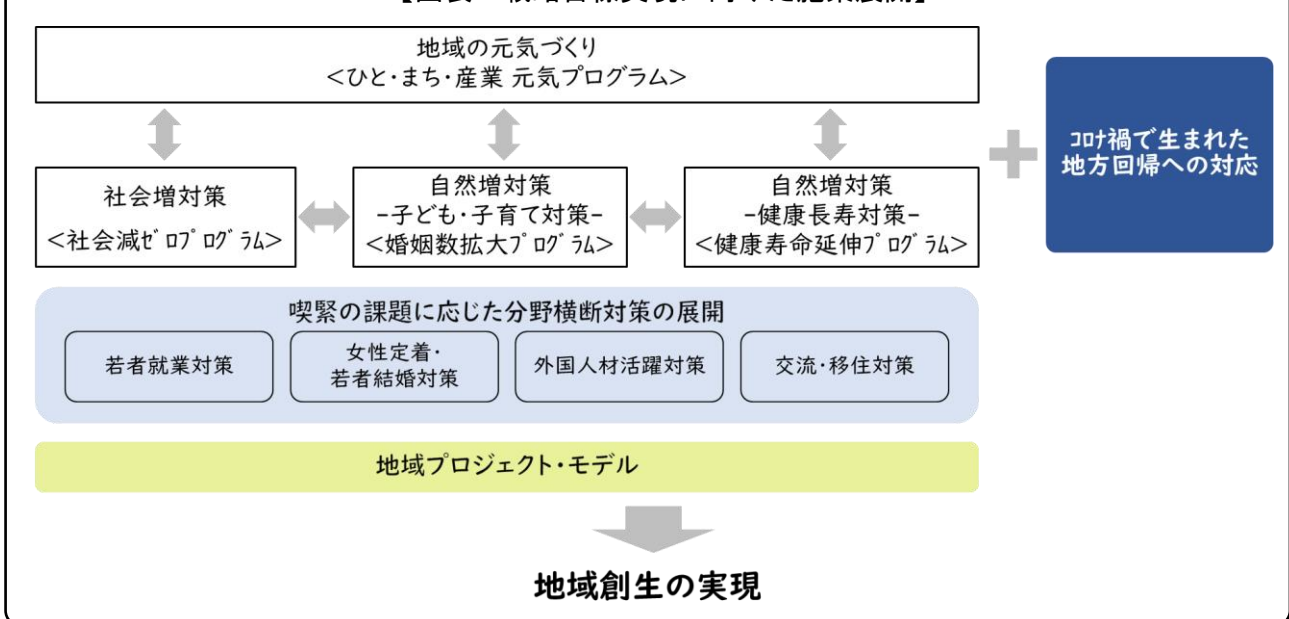 地域の元気づくり
<ひと・まち・産業 元気プログラム>
コロナ禍で生まれた
地方回帰への対応
社会増対策
<社会減ゼロプログラム>
自然増対策
-子ども・子育て対策-
<婚姻数拡大プログラム>
自然増対策
-健康長寿対策-
<健康寿命延伸プログラム>
喫緊の課題に応じた分野横断対策の展開
若者就業対策
女性定着・
若者結婚対策
外国人材活躍対策
交流・移住対策
地域プロジェクト・モデル
地域創生の実現